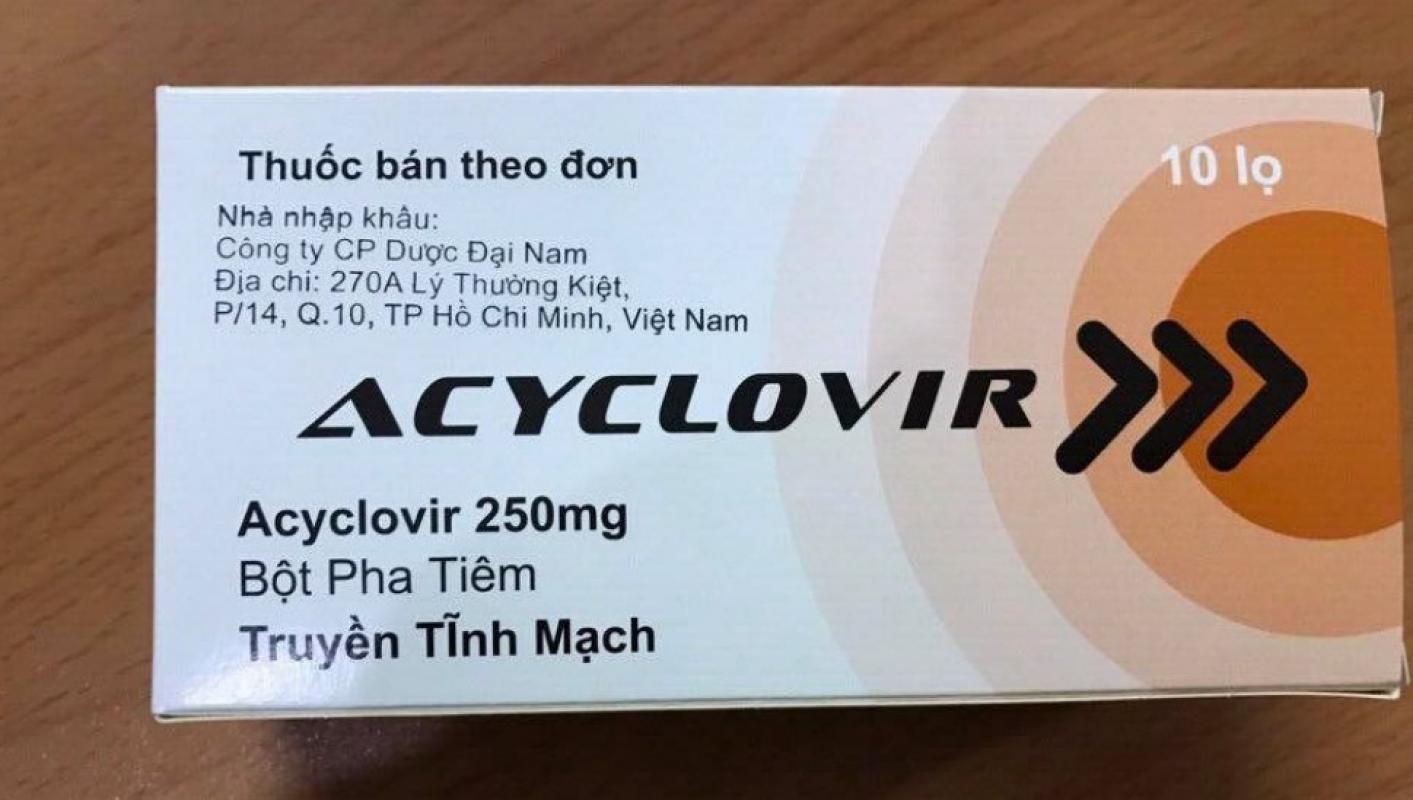 Thuốc bán theo đơn
10 lọ
Nhà nhập khẩu:
Công ty CP Dược Đại Nam
Địa chỉ: 270A Lý Thường Kiệt,
P/14, Q.10, TP Hồ Chí Minh, Việt Nam
ACYCLOVIR
Acyclovir 250mg
Bột Pha Tiêm
Truyền Tĩnh Mạch